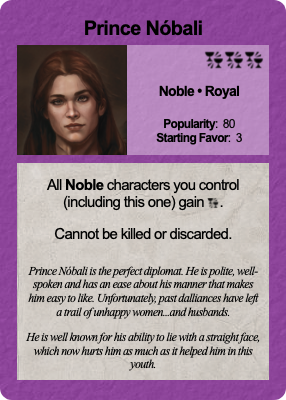 Prince Nóbali
Noble • Royal
Popularity: 80
Starting Favor: 3
All Noble characters you control
(including this one) gain .
Cannot be killed or discarded.
Prince Nóbali is the perfect diplomat. He is polite, well-
spoken and has an ease about his manner that makes
him easy to like. Unfortunately, past dalliances have left
a trail of unhappy women...and husbands.
He is well known for his ability to lie with a straight face,
which now hurts him as much as it helped him in this
youth.